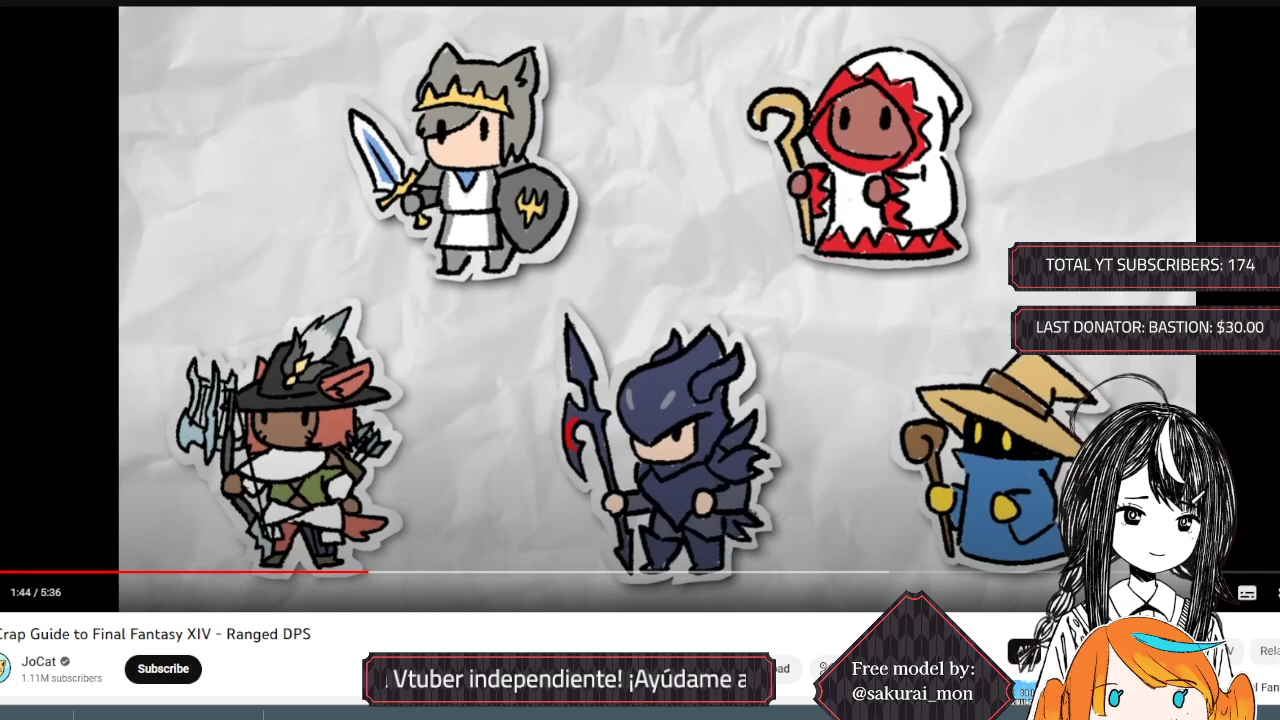 TOTAL YT SUBSCRIBERS: 174
LAST DONATOR: BASTION: $30.00
1:44 / 5:36
Crap Guide to Final Fantasy XIV - Ranged DPS
JoCat
1.11M subscribers
Subscribe
Vtuber independiente! ¡Ayúdame a
Free model by:
@sakurai_mon